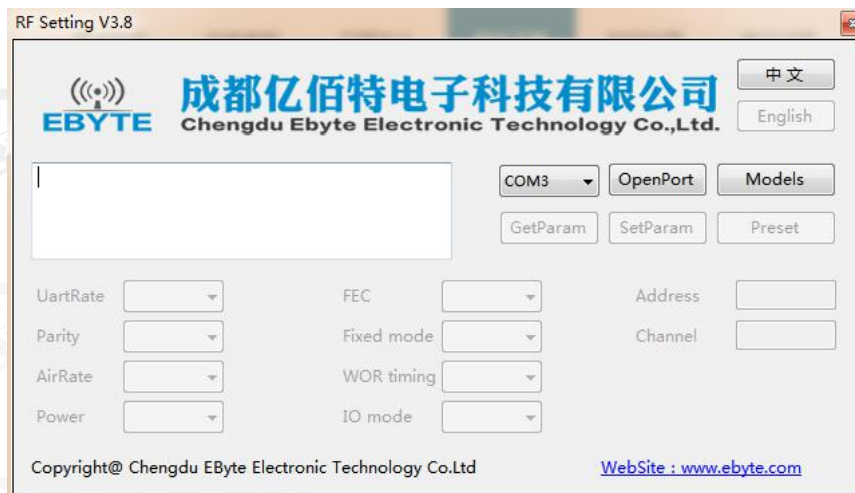 RF Setting V3.8
EBYTE
成都亿佰特电子科技有限公司
Chengdu Ebyte Electronic Technology Co.,Ltd.
中文
English
COM3
OpenPort
Models
GetParam
SetParam
Preset
UartRate
FEC
Address
Parity
Fixed mode
Channel
AirRate
WOR timing
Power
IO mode
Copyright@ Chengdu EByte Electronic Technology Co.Ltd
WebSite : www.ebyte.com